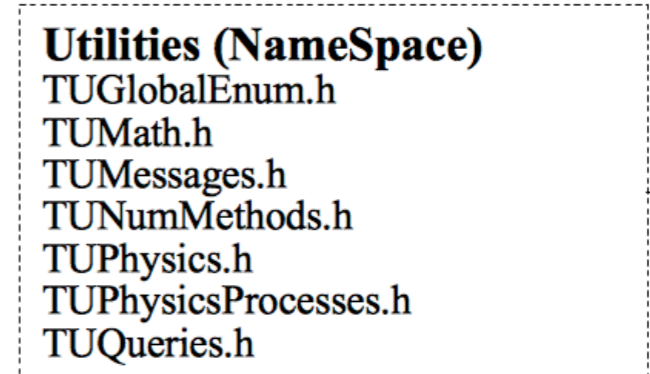 Utilities (NameSpace)
TUGlobalEnum.h
TUMath.h
TUMessages.h
TUNumMethods.h
TUPhysics.h
TUPhysicsProcesses.h
TUQueries.h